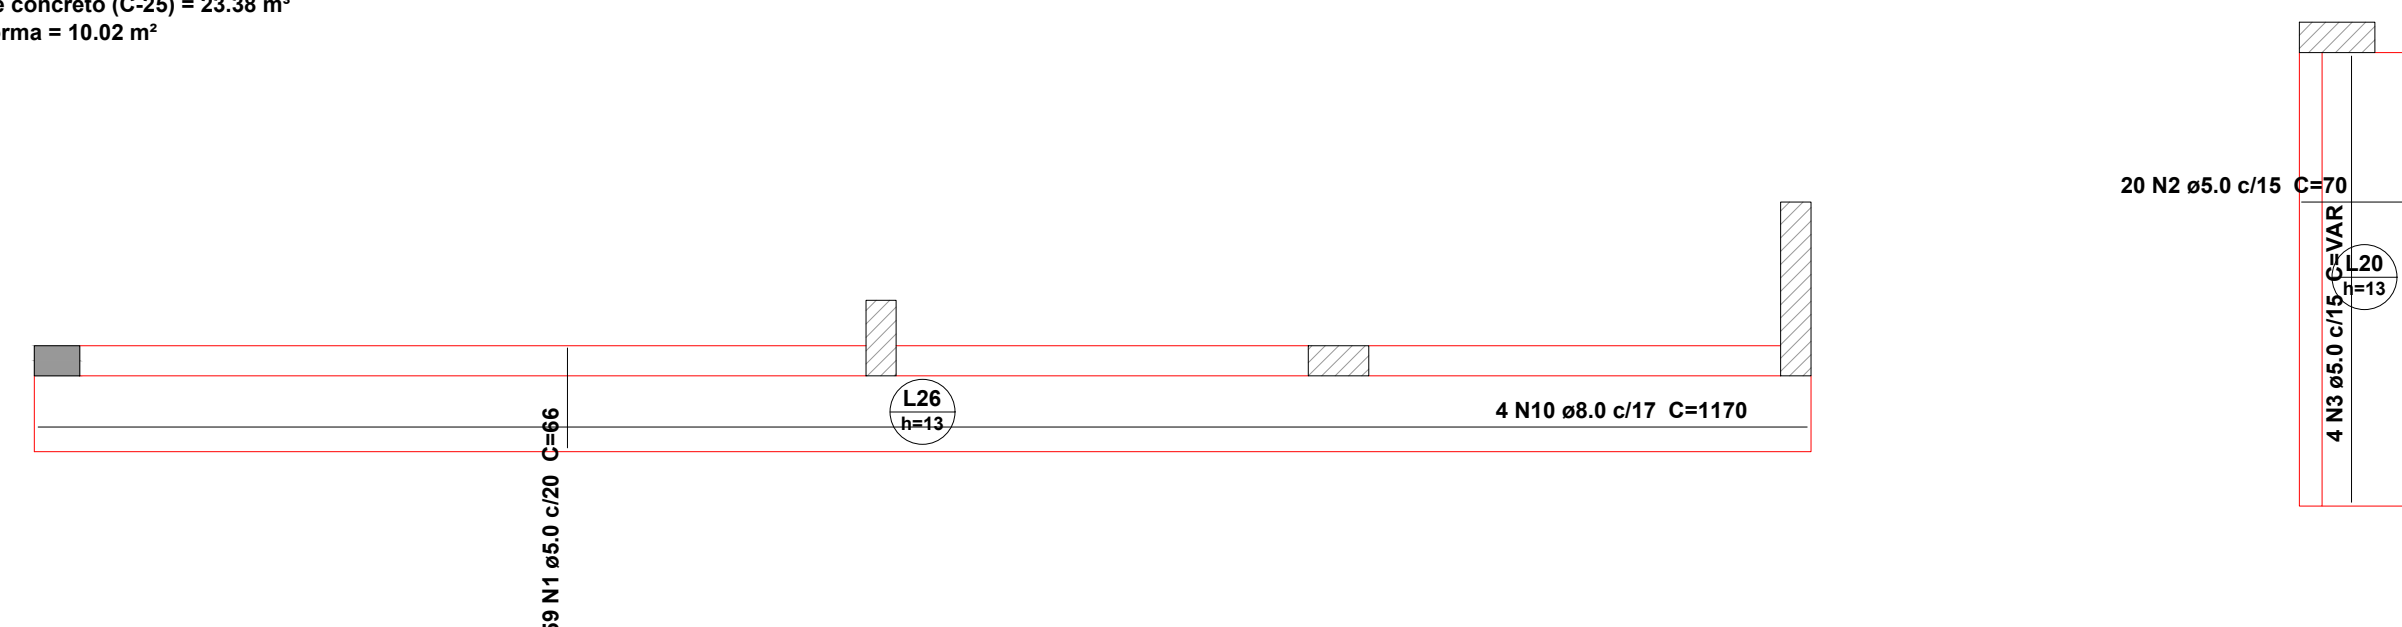 concreto (C-25) = 23.38 m³
= 10.02 m²
20 N2 ø5.0 c/15 C=70
4 N3 ø5.0 c/15 C=VAR
L20
h=13
L26
h=13
4 N10 ø8.0 c/17 C=1170
59 N1 ø5.0 c/20 C=66